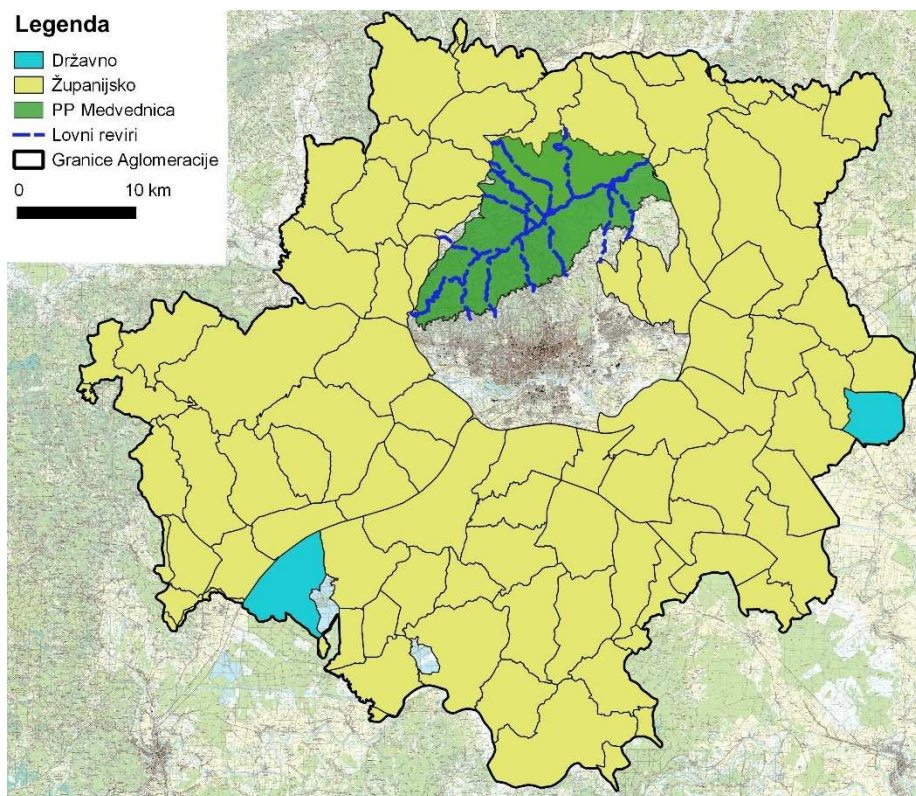 Legenda
Državno
Županijsko
PP Medvednica
Lovni reviri
Granice Aglomeracije
0 10 km